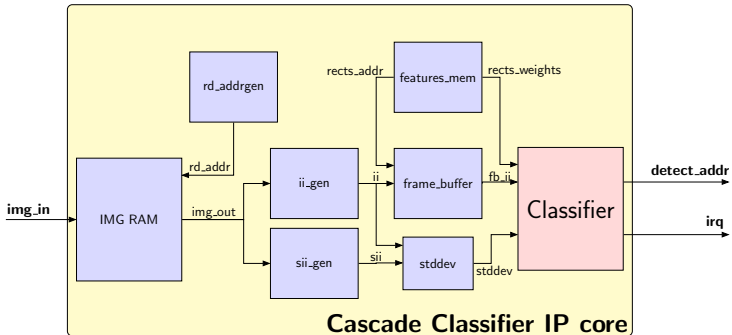 rects_addr
features_mem
rects_weights
rd_addrgen
rd_addr
img_in
IMG RAM
img_out
ii_gen
ii
frame_buffer
fb_ii
Classifier
detect_addr
irq
sii_gen
sii
stddev
stddev
Cascade Classifier IP core